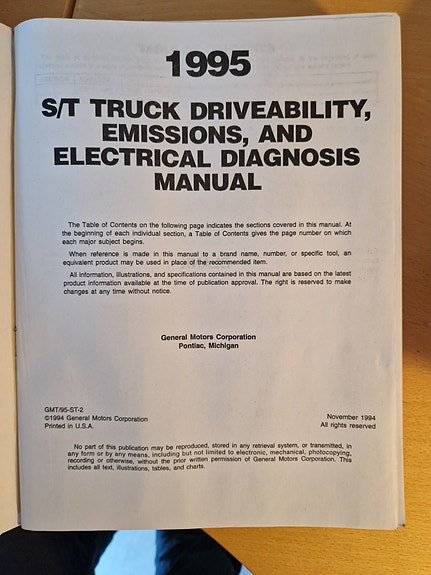 1995
S/T TRUCK DRIVEABILITY,
EMISSIONS, AND
ELECTRICAL DIAGNOSIS
MANUAL
The Table of Contents on the following page indicates the sections covered in this manual. At
the beginning of each individual section, a Table of Contents gives the page number on which
each major subject begins.
When reference is made in this manual to a brand name, number, or specific tool, an
equivalent product may be used in place of the recommended item.
All information, illustrations, and specifications contained in this manual are based on the latest
product information available at the time of publication approval. The right is reserved to make
changes at any time without notice.
General Motors Corporation
Pontiac, Michigan
GMT/95-ST-2
©1994 General Motors Corporation
Printed in U.S.A.
November 1994
All rights reserved
No part of this publication may be reproduced, stored in any retrieval system, or transmitted, in
any form or by any means, including but not limited to electronic, mechanical, photocopying,
recording or otherwise, without the prior written permission of General Motors Corporation. This
includes all text, illustrations, tables, and charts.